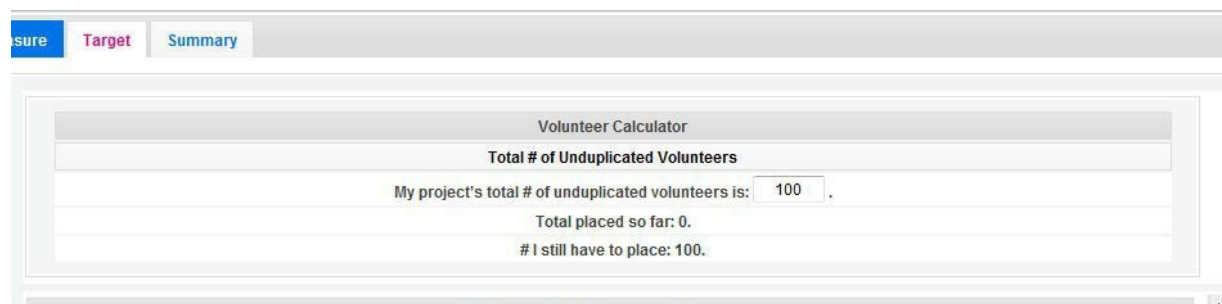 sure Target Summary
Volunteer Calculator
Total # of Unduplicated Volunteers
My project's total # of unduplicated volunteers is: 100 .
Total placed so far: 0.
# I still have to place: 100.